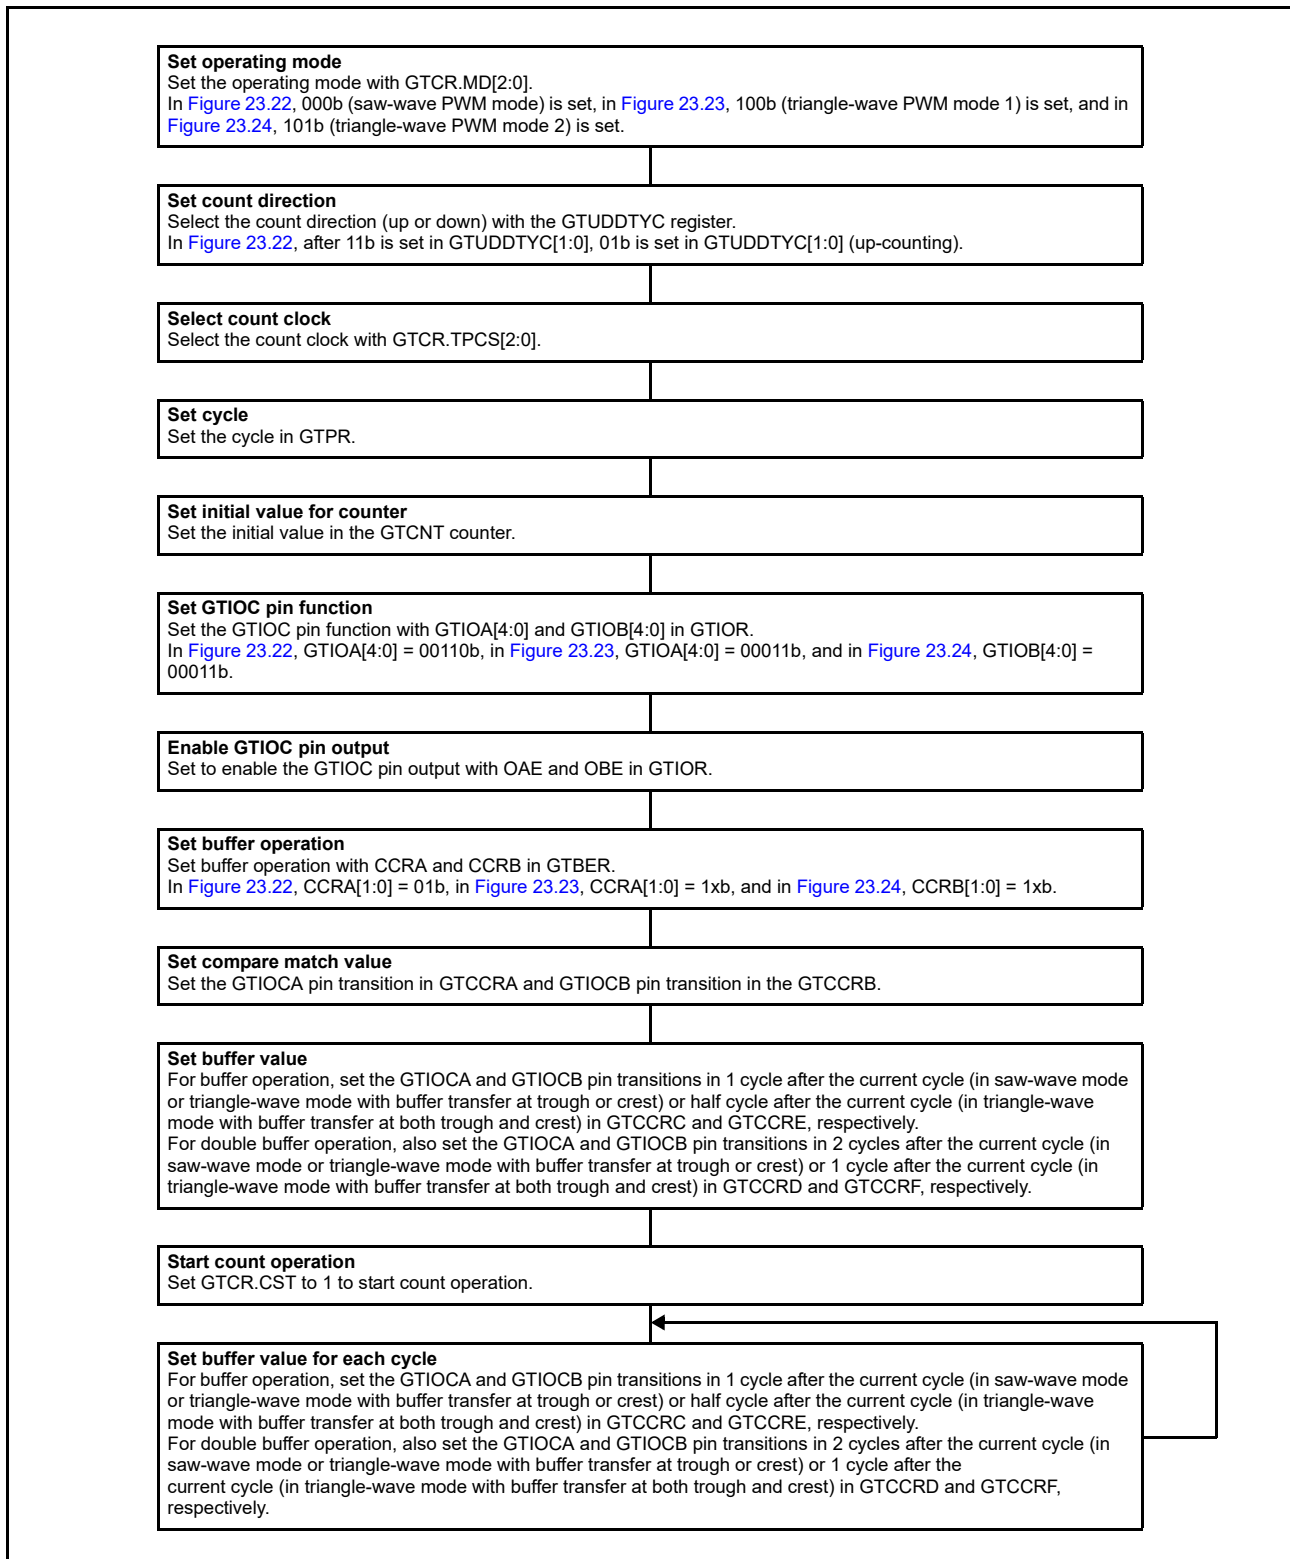 Set operating mode
Set the operating mode with GTCR.MD[2:0].
In Figure 23.22, 000b (saw-wave PWM mode) is set, in Figure 23.23, 100b (triangle-wave PWM mode 1) is set, and in
Figure 23.24, 101b (triangle-wave PWM mode 2) is set.
Set count direction
Select the count direction (up or down) with the GTUDDTYC register.
In Figure 23.22, after 11b is set in GTUDDTYC[1:0], 01b is set in GTUDDTYC[1:0] (up-counting).
Select count clock
Select the count clock with GTCR.TPCS[2:0].
Set cycle
Set the cycle in GTPR.
Set initial value for counter
Set the initial value in the GTCNT counter.
Set GTIOC pin function
Set the GTIOC pin function with GTIOA[4:0] and GTIOB[4:0] in GTIOR.
In Figure 23.22, GTIOA[4:0] = 00110b, in Figure 23.23, GTIOA[4:0] = 00011b, and in Figure 23.24, GTIOB[4:0] =
00011b.
Enable GTIOC pin output
Set to enable the GTIOC pin output with OAE and OBE in GTIOR.
Set buffer operation
Set buffer operation with CCRA and CCRB in GTBER.
In Figure 23.22, CCRA[1:0] = 01b, in Figure 23.23, CCRA[1:0] = 1xb, and in Figure 23.24, CCRB[1:0] = 1xb.
Set compare match value
Set the GTIOCA pin transition in GTCCRA and GTIOCB pin transition in the GTCCRB.
Set buffer value
For buffer operation, set the GTIOCA and GTIOCB pin transitions in 1 cycle after the current cycle (in saw-wave mode
or triangle-wave mode with buffer transfer at trough or crest) or half cycle after the current cycle (in triangle-wave
mode with buffer transfer at both trough and crest) in GTCCRC and GTCCRE, respectively.
For double buffer operation, also set the GTIOCA and GTIOCB pin transitions in 2 cycles after the current cycle (in
saw-wave mode or triangle-wave mode with buffer transfer at trough or crest) or 1 cycle after the current cycle (in
triangle-wave mode with buffer transfer at both trough and crest) in GTCCRD and GTCCRF, respectively.
Start count operation
Set GTCR.CST to 1 to start count operation.
Set buffer value for each cycle
For buffer operation, set the GTIOCA and GTIOCB pin transitions in 1 cycle after the current cycle (in saw-wave mode
or triangle-wave mode with buffer transfer at trough or crest) or half cycle after the current cycle (in triangle-wave
mode with buffer transfer at both trough and crest) in GTCCRC and GTCCRE, respectively.
For double buffer operation, also set the GTIOCA and GTIOCB pin transitions in 2 cycles after the current cycle (in
saw-wave mode or triangle-wave mode with buffer transfer at trough or crest) or 1 cycle after the
current cycle (in triangle-wave mode with buffer transfer at both trough and crest) in GTCCRD and GTCCRF,
respectively.